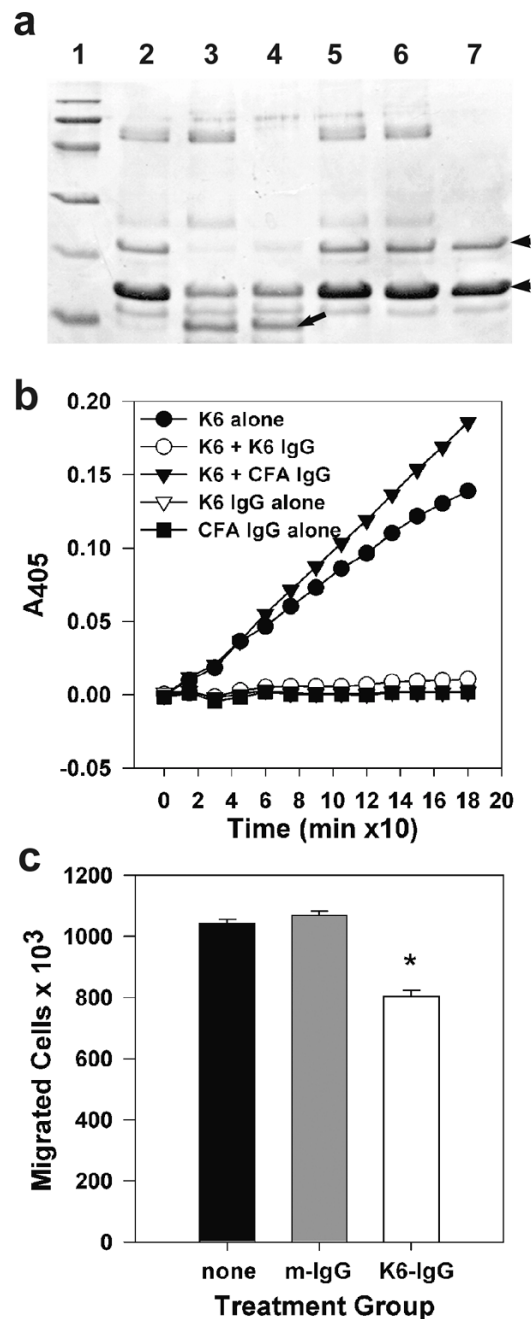 a
1 2 3 4 5 6 7
b
0.20
0.15
0.10
0.05
0.00
-0.05
A405
K6 alone
K6 + K6 IgG
K6 + CFA IgG
K6 IgG alone
CFA IgG alone
0 2 4 6 8 10 12 14 16 18 20
Time (min x10)
c
1200
1000
800
600
400
200
0
Migrated Cells x 10³
*
none m-IgG K6-IgG
Treatment Group